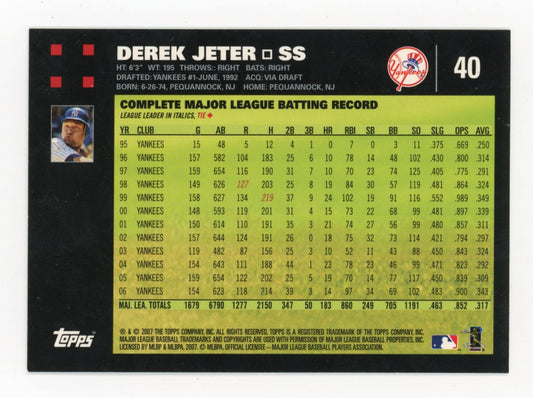 DEREK JETER SS
HT: 6'3" WT: 195 THROWS: RIGHT BATS: RIGHT
DRAFTED: YANKEES #1-JUNE, 1992 ACQ: VIA DRAFT
BORN: 6-26-74, PEQUANNOCK, NJ HOME: PEQUANNOCK, NJ
Yankees
40
COMPLETE MAJOR LEAGUE BATTING RECORD
LEAGUE LEADER IN ITALICS, TIE ♦
YR CLUB G AB R H 2B 3B HR RBI SB BB SO SLG OPS AVG
95 YANKEES 15 48 5 12 4 1 0 7 0 3 11 .375 .669 .250
96 YANKEES 157 582 104 183 25 6 10 78 14 48 102 .430 .800 .314
97 YANKEES 159 654 116 190 31 7 10 70 23 74 125 .405 .775 .291
98 YANKEES 149 626 127 203 25 8 19 84 30 57 119 .481 .864 .324
99 YANKEES 158 627 134 219 37 9 24 102 19 91 116 .552 .989 .349
00 YANKEES 148 593 119 201 31 4 15 73 22 68 99 .481 .897 .339
01 YANKEES 150 614 110 191 35 3 21 74 27 56 99 .480 .857 .311
02 YANKEES 157 644 124 191 26 0 18 75 32 73 114 .421 .794 .297
03 YANKEES 119 482 87 156 25 3 10 52 11 43 88 .450 .843 .324
04 YANKEES 154 643 111 188 44 1 23 78 23 46 99 .471 .823 .292
05 YANKEES 159 654 122 202 25 5 19 70 14 77 117 .450 .839 .309
06 YANKEES 154 623 118 214 39 3 14 97 34 69 102 .483 .900 .343
MAJ. LEA. TOTALS 1679 6790 1277 2150 347 50 183 860 249 705 1191 .463 .852 .317
Topps
® & © 2007 THE TOPPS COMPANY, INC. ALL RIGHTS RESERVED. TOPPS IS A REGISTERED TRADEMARK OF THE TOPPS COMPANY, INC.
MAJOR LEAGUE BASEBALL TRADEMARKS AND COPYRIGHTS ARE USED WITH PERMISSION OF MAJOR LEAGUE BASEBALL PROPERTIES, INC.
LICENSED BY MLBP & MLBPA, 2007. © MLBPA, OFFICIAL LICENSEE – MAJOR LEAGUE BASEBALL PLAYERS ASSOCIATION.